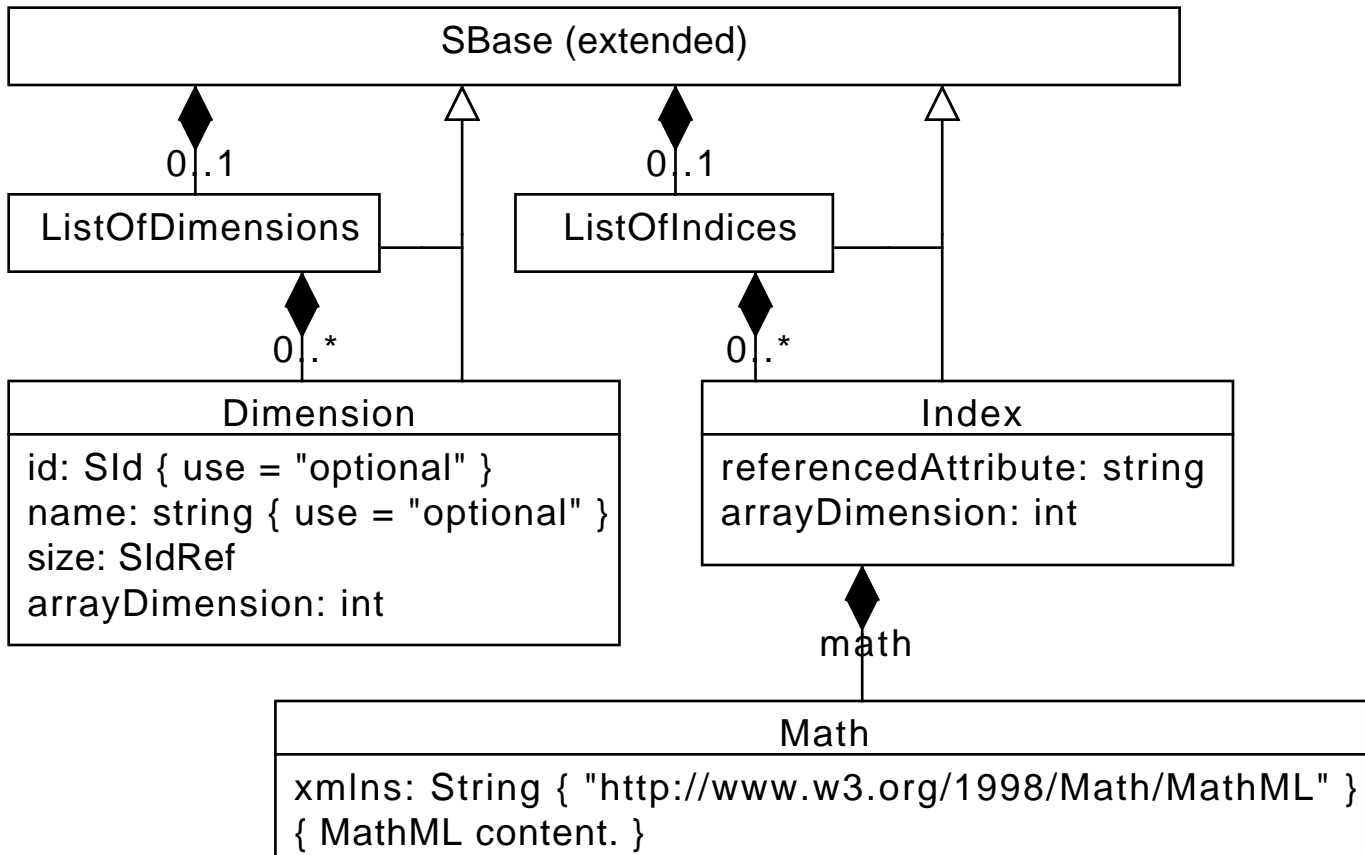 SBase (extended)
0..1
0..1
ListOfDimensions
ListOfIndices
0..*
0..*
Dimension
id: SId { use = "optional" }
name: string { use = "optional" }
size: SIdRef
arrayDimension: int
Index
referencedAttribute: string
arrayDimension: int
math
Math
xmlns: String { "http://www.w3.org/1998/Math/MathML" }
{ MathML content. }